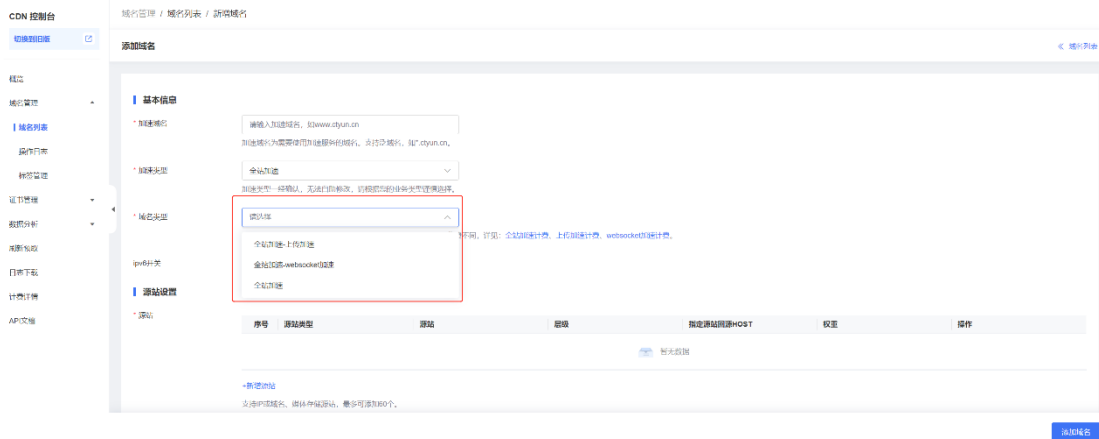 CDN 控制台
切换到旧版
概览
域名管理
域名列表
操作日志
标签管理
证书管理
数据分析
刷新预取
日志下载
计费详情
API文档
域名管理 / 域名列表 / 新增域名
添加域名
域名列表
基本信息
* 加速域名
请输入加速域名，如www.ctyun.cn
加速域名为需要使用加速服务的域名。支持泛域名，如*.ctyun.cn。
* 加速类型
全站加速
加速类型一经确认，无法自助修改，请根据您的业务类型谨慎选择。
* 域名类型
请选择
不同，详见：全站加速计费、上传加速计费、websocket加速计费。
全站加速-上传加速
全站加速-websocket加速
全站加速
ipv6开关
源站设置
* 源站
序号 源站类型 源站 层级 指定源站回源HOST 权重 操作
暂无数据
+新增源站
支持IP或域名、媒体存储源站，最多可添加60个。
添加域名